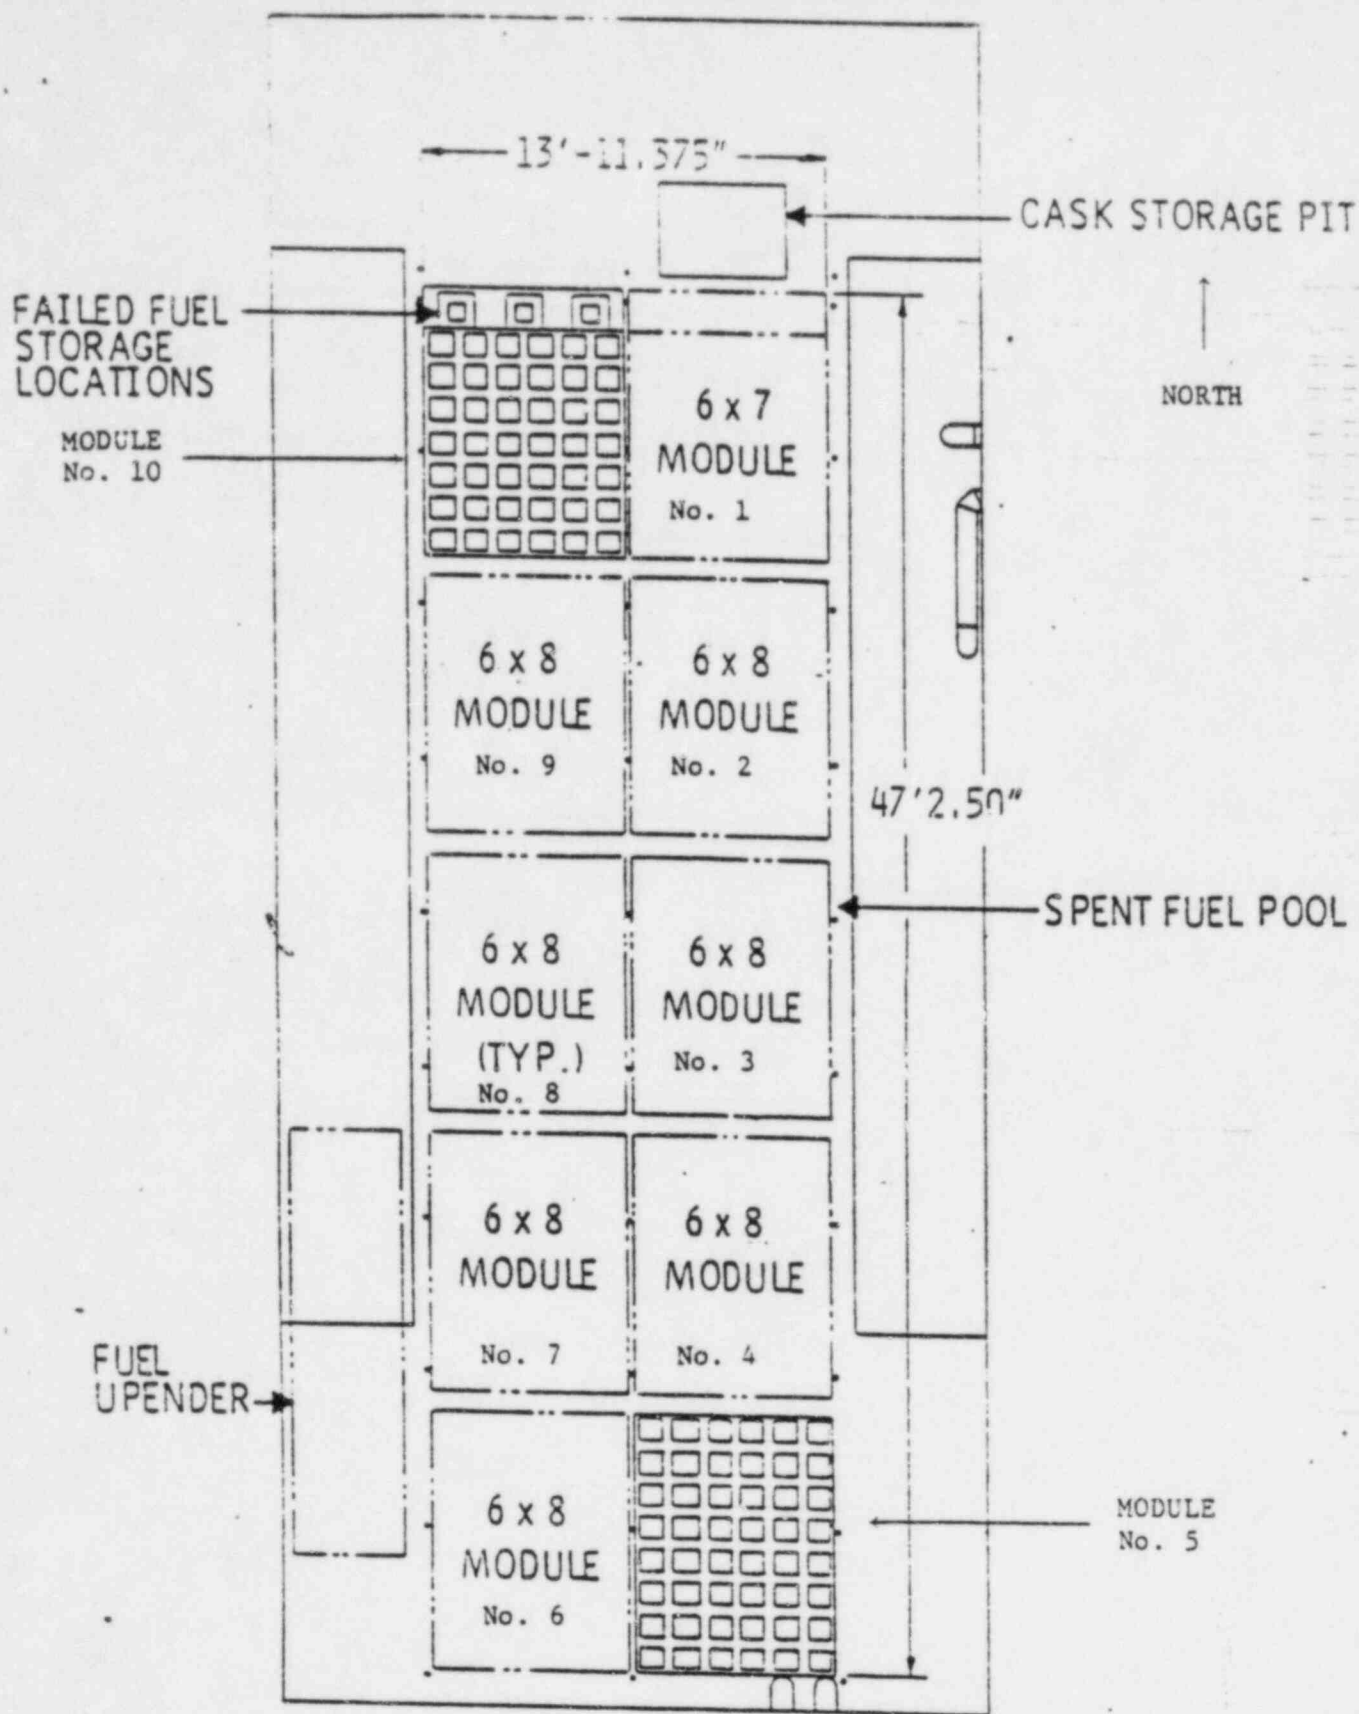 13'-11.375"
CASK STORAGE PIT
FAILED FUEL
STORAGE
LOCATIONS
NORTH
MODULE
No. 10
6 x 7
MODULE
No. 1
6 x 8
MODULE
No. 9
6 x 8
MODULE
No. 2
47'2.50"
SPENT FUEL POOL
6 x 8
MODULE
(TYP.)
No. 8
6 x 8
MODULE
No. 3
6 x 8
MODULE
No. 7
6 x 8
MODULE
No. 4
FUEL
UPENDER
6 x 8
MODULE
No. 6
MODULE
No. 5